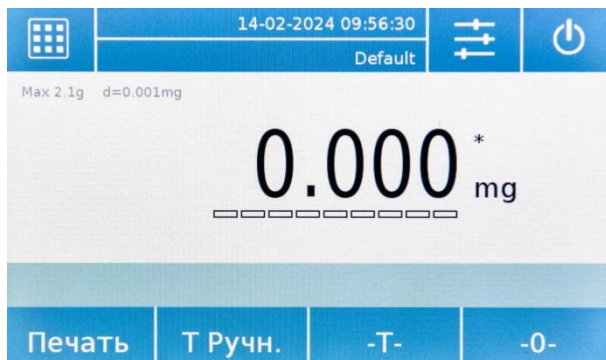 14-02-2024 09:56:30
Default
Max 2.1g d=0.001mg
0.000 * mg
Печать Т Ручн. -Т- -0-